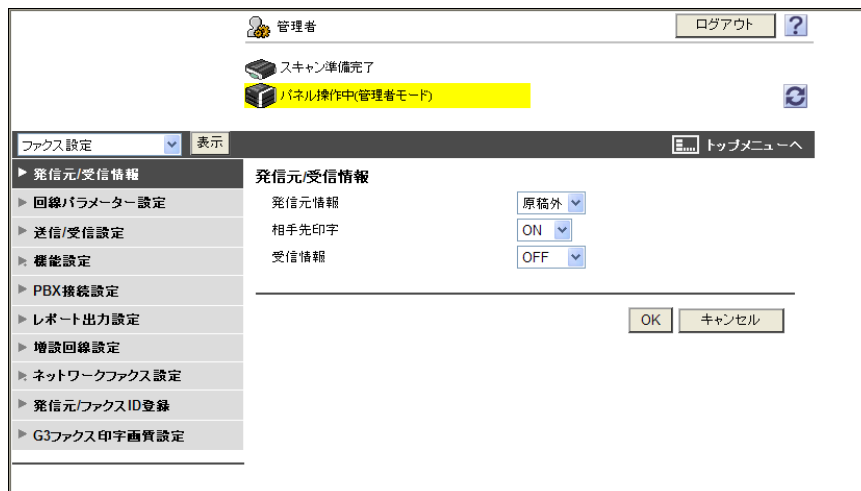 管理者
ログアウト
?
スキャン準備完了
パネル操作中(管理者モード)
ファクス設定
表示
トップメニューへ
発信元/受信情報
回線パラメーター設定
送信/受信設定
機能設定
PBX接続設定
レポート出力設定
増設回線設定
ネットワークファクス設定
発信元/ファクスID登録
G3ファクス印字画質設定
発信元/受信情報
発信元情報 原稿外
相手先印字 ON
受信情報 OFF
OK キャンセル